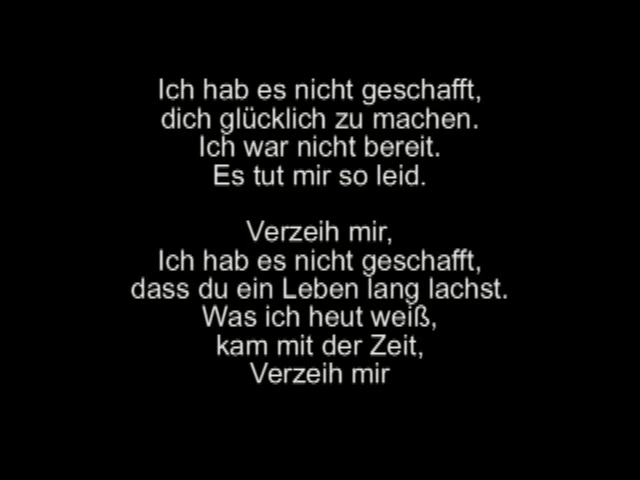 Ich hab es nicht geschafft,
dich glücklich zu machen.
Ich war nicht bereit.
Es tut mir so leid.
Verzeih mir,
Ich hab es nicht geschafft,
dass du ein Leben lang lachst.
Was ich heut weiß,
kam mit der Zeit,
Verzeih mir